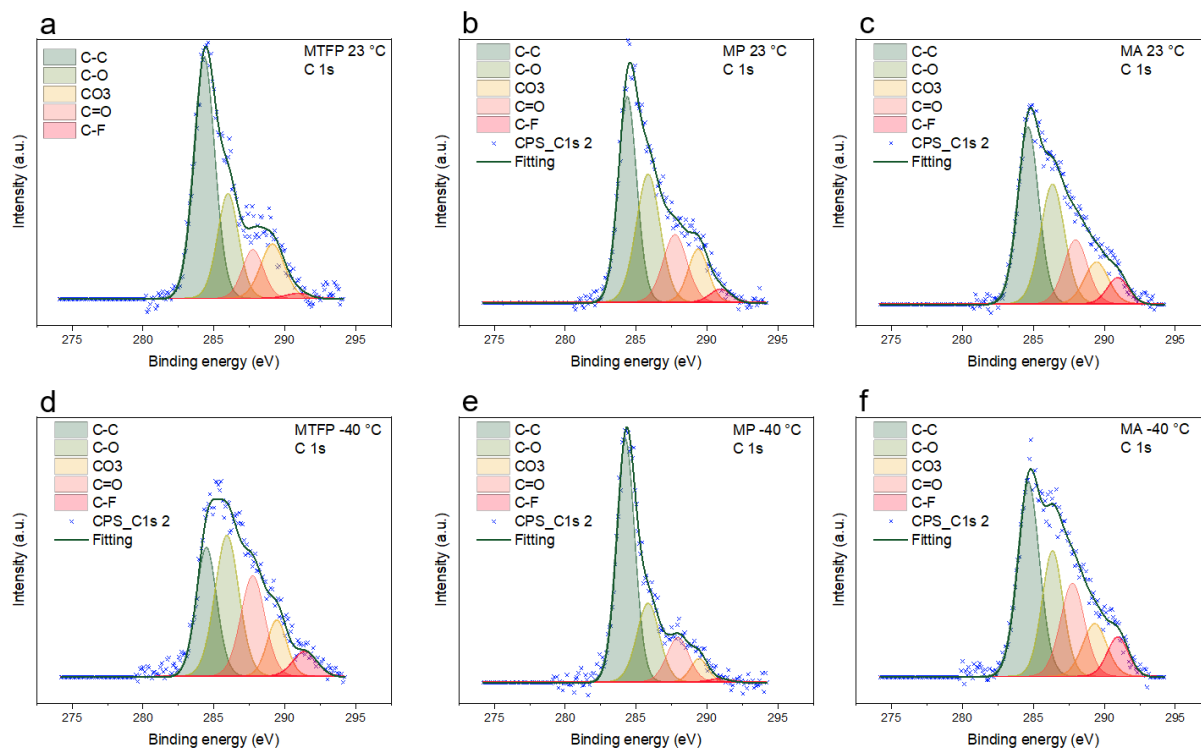 a
MTFP 23 °C
C 1s
C-C
C-O
CO3
C=O
C-F
Intensity (a.u.)
275 280 285 290 295
Binding energy (eV)
b
MP 23 °C
C 1s
C-C
C-O
CO3
C=O
C-F
CPS_C1s 2
Fitting
Intensity (a.u.)
275 280 285 290 295
Binding energy (eV)
c
MA 23 °C
C 1s
C-C
C-O
CO3
C=O
C-F
CPS_C1s 2
Fitting
Intensity (a.u.)
275 280 285 290 295
Binding energy (eV)
d
MTFP -40 °C
C 1s
C-C
C-O
CO3
C=O
C-F
CPS_C1s 2
Fitting
Intensity (a.u.)
275 280 285 290 295
Binding energy (eV)
e
MP -40 °C
C 1s
C-C
C-O
CO3
C=O
C-F
CPS_C1s 2
Fitting
Intensity (a.u.)
275 280 285 290 295
Binding energy (eV)
f
MA -40 °C
C 1s
C-C
C-O
CO3
C=O
C-F
CPS_C1s 2
Fitting
Intensity (a.u.)
275 280 285 290 295
Binding energy (eV)